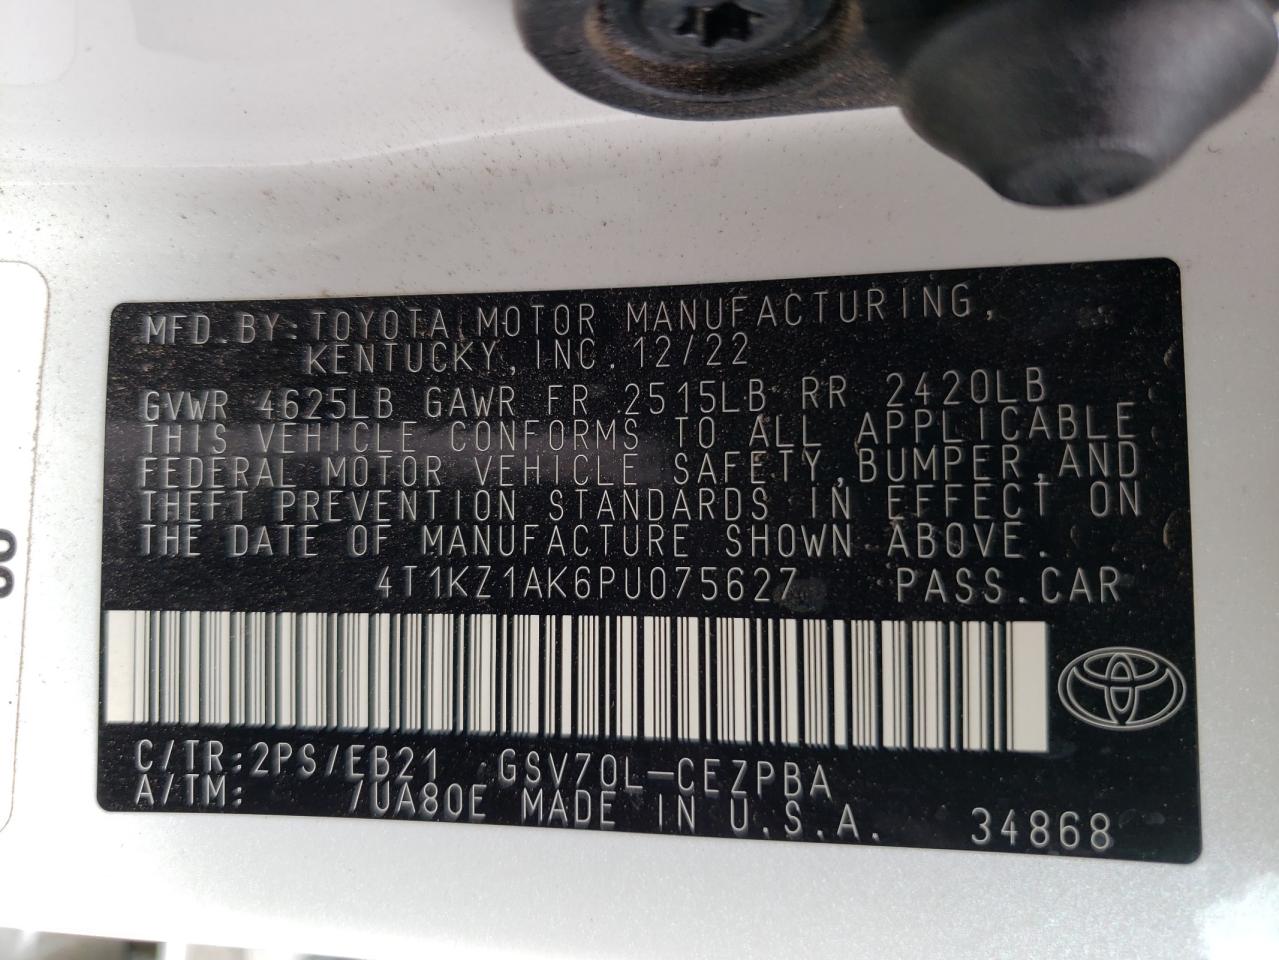 MFD.BY:TOYOTA MOTOR MANUFACTURING,
KENTUCKY, INC. 12/22
GVWR 4625LB GAWR FR 2515LB RR 2420LB
THIS VEHICLE CONFORMS TO ALL APPLICABLE
FEDERAL MOTOR VEHICLE SAFETY,BUMPER,AND
THEFT PREVENTION STANDARDS IN EFFECT ON
THE DATE OF MANUFACTURE SHOWN ABOVE.
4T1KZ1AK6PU075627 PASS.CAR
C/TR:2PS/EB21 GSV70L-CEZPBA
A/TM: /UA80E MADE IN U.S.A. 34868